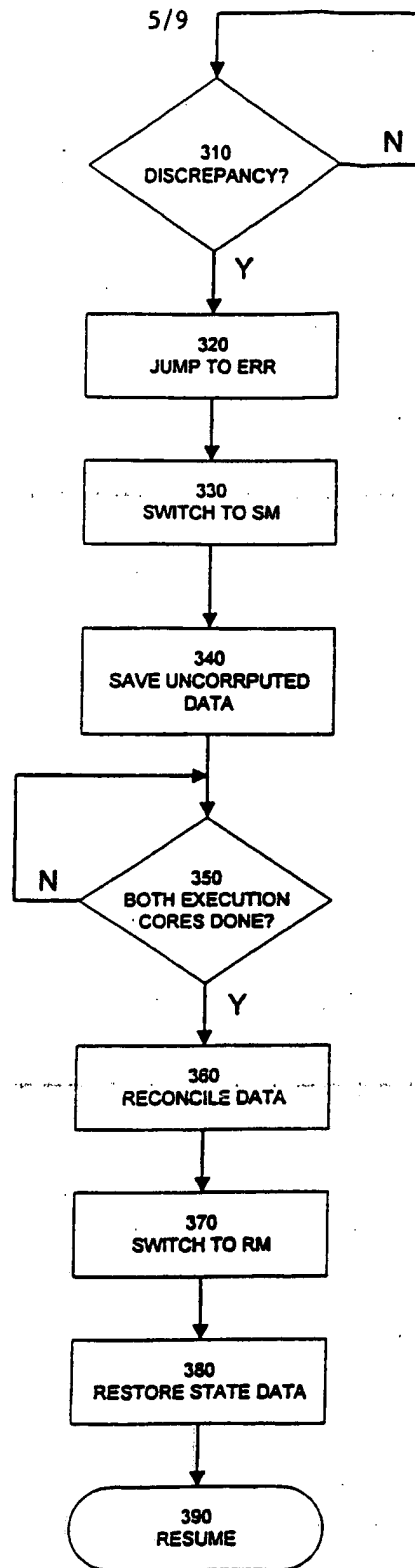 5/9
310
DISCREPANCY?
N
Y
320
JUMP TO ERR
330
SWITCH TO SM
340
SAVE UNCORRPUTED
DATA
N
350
BOTH EXECUTION
CORES DONE?
Y
360
RECONCILE DATA
370
SWITCH TO RM
380
RESTORE STATE DATA
390
RESUME